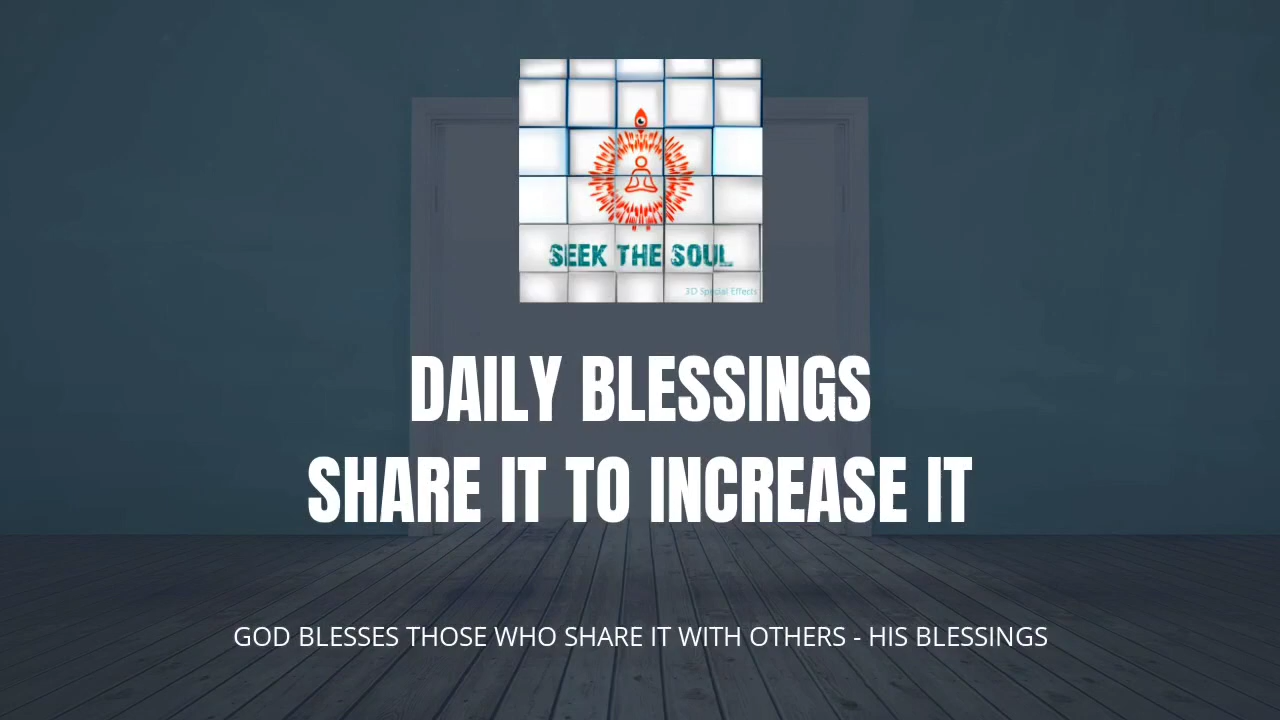 SEEK THE SOUL
3D Special Effects
DAILY BLESSINGS
SHARE IT TO INCREASE IT
GOD BLESSES THOSE WHO SHARE IT WITH OTHERS - HIS BLESSINGS